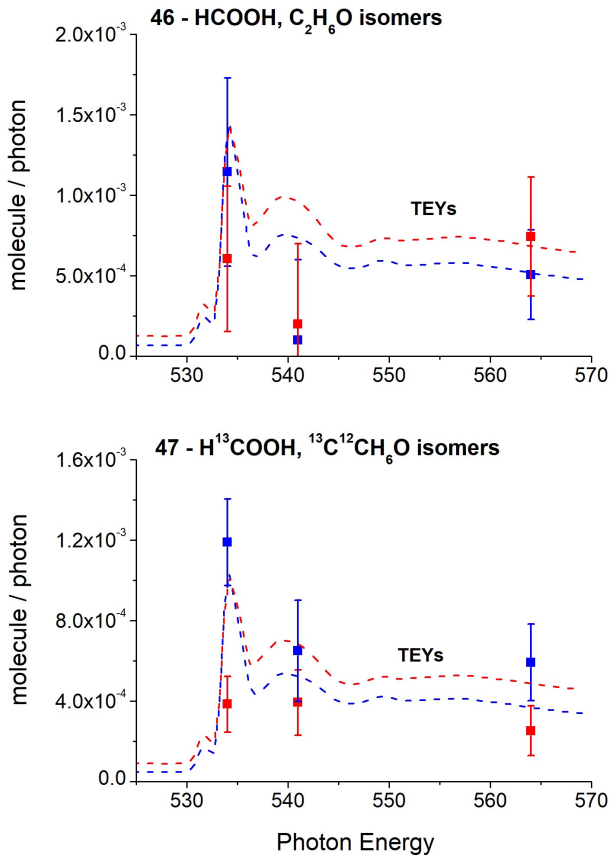 46 - HCOOH, C₂H₆O isomers
2.0x10⁻³
1.5x10⁻³
1.0x10⁻³
5.0x10⁻⁴
0.0
molecule / photon
TEYs
530 540 550 560 570
47 - H¹³COOH, ¹³C¹²CH₆O isomers
1.6x10⁻³
1.2x10⁻³
8.0x10⁻⁴
4.0x10⁻⁴
0.0
molecule / photon
TEYs
530 540 550 560 570
Photon Energy